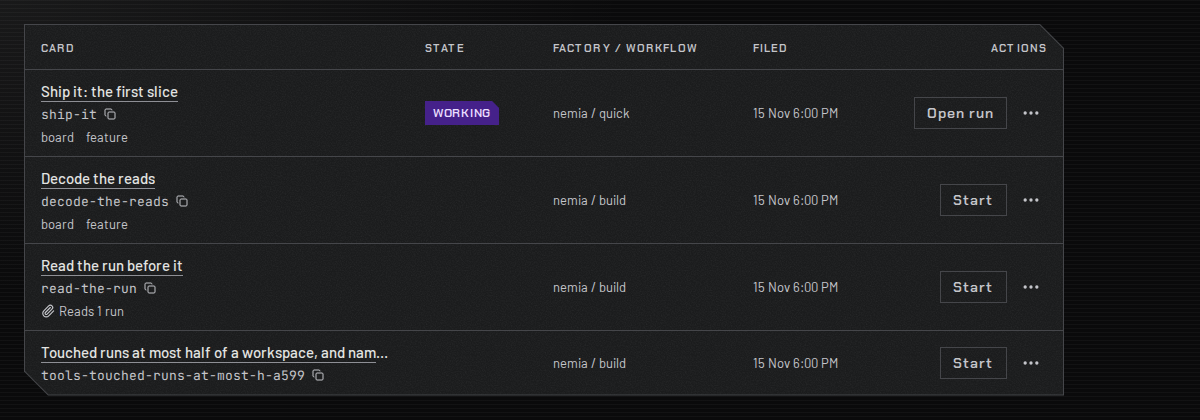 CARD STATE FACTORY / WORKFLOW FILED ACTIONS
Ship it: the first slice
ship-it
board feature
WORKING
nemia / quick
15 Nov 6:00 PM
Open run
Decode the reads
decode-the-reads
board feature
nemia / build
15 Nov 6:00 PM
Start
Read the run before it
read-the-run
Reads 1 run
nemia / build
15 Nov 6:00 PM
Start
Touched runs at most half of a workspace, and nam...
tools-touched-runs-at-most-h-a599
nemia / build
15 Nov 6:00 PM
Start